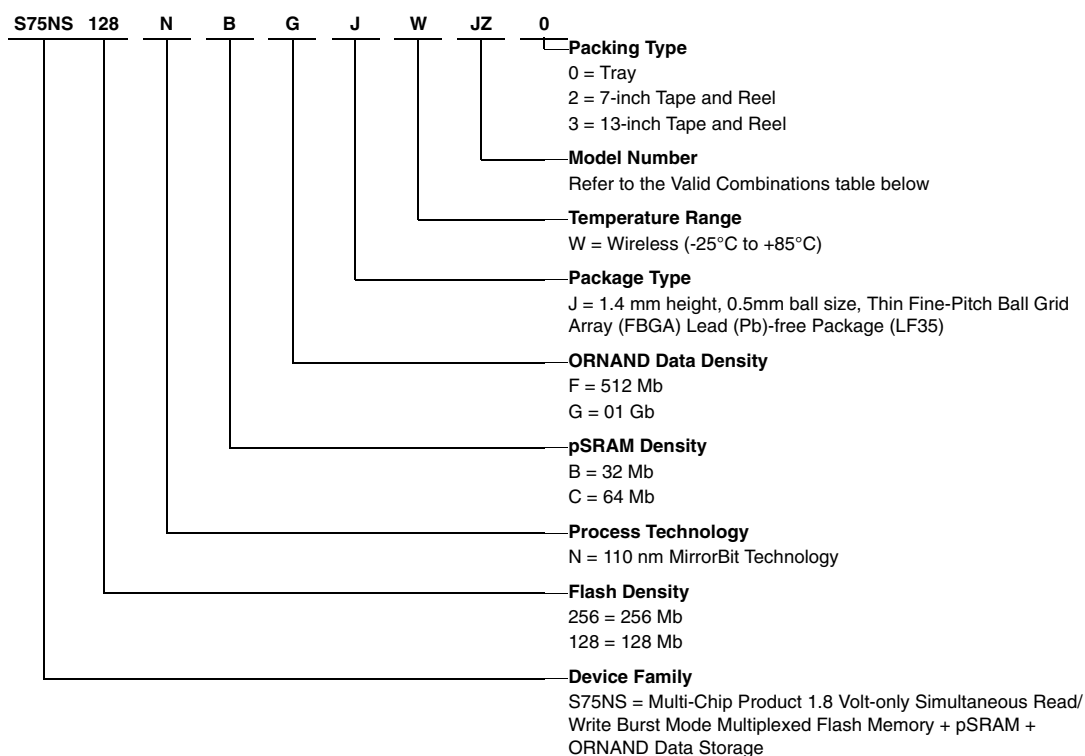 S75NS 128 N B G J W JZ 0
Packing Type
0 = Tray
2 = 7-inch Tape and Reel
3 = 13-inch Tape and Reel
Model Number
Refer to the Valid Combinations table below
Temperature Range
W = Wireless (-25°C to +85°C)
Package Type
J = 1.4 mm height, 0.5mm ball size, Thin Fine-Pitch Ball Grid
Array (FBGA) Lead (Pb)-free Package (LF35)
ORNAND Data Density
F = 512 Mb
G = 01 Gb
pSRAM Density
B = 32 Mb
C = 64 Mb
Process Technology
N = 110 nm MirrorBit Technology
Flash Density
256 = 256 Mb
128 = 128 Mb
Device Family
S75NS = Multi-Chip Product 1.8 Volt-only Simultaneous Read/
Write Burst Mode Multiplexed Flash Memory + pSRAM +
ORNAND Data Storage